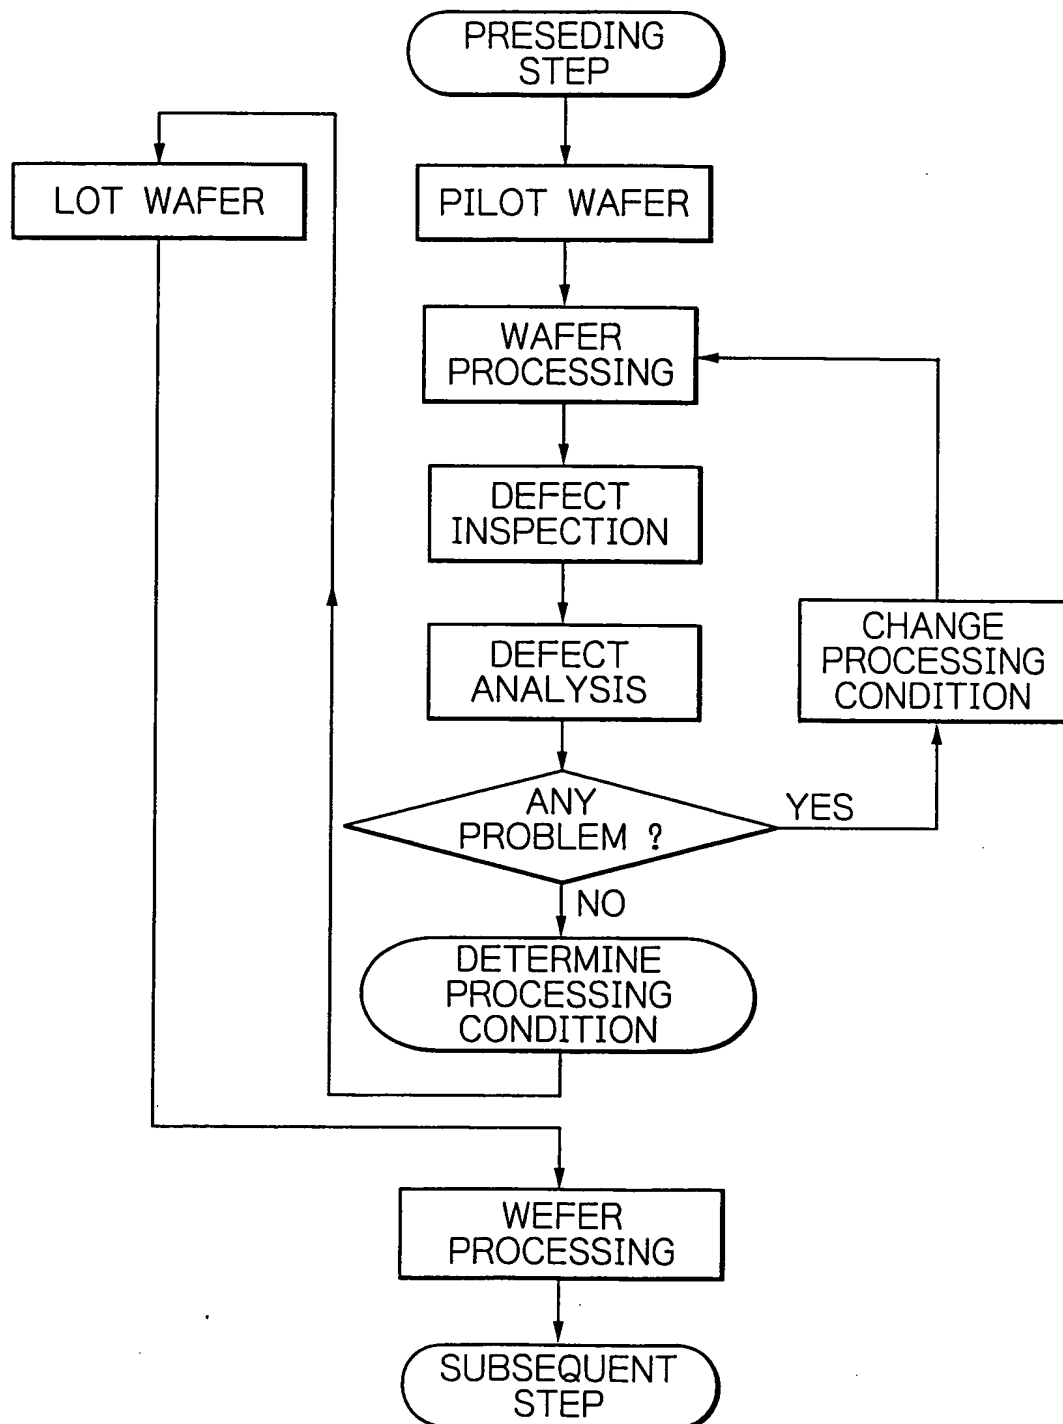 PRESEDING
STEP
LOT WAFER
PILOT WAFER
WAFER
PROCESSING
DEFECT
INSPECTION
DEFECT
ANALYSIS
CHANGE
PROCESSING
CONDITION
ANY
PROBLEM ?
YES
NO
DETERMINE
PROCESSING
CONDITION
WEFER
PROCESSING
SUBSEQUENT
STEP